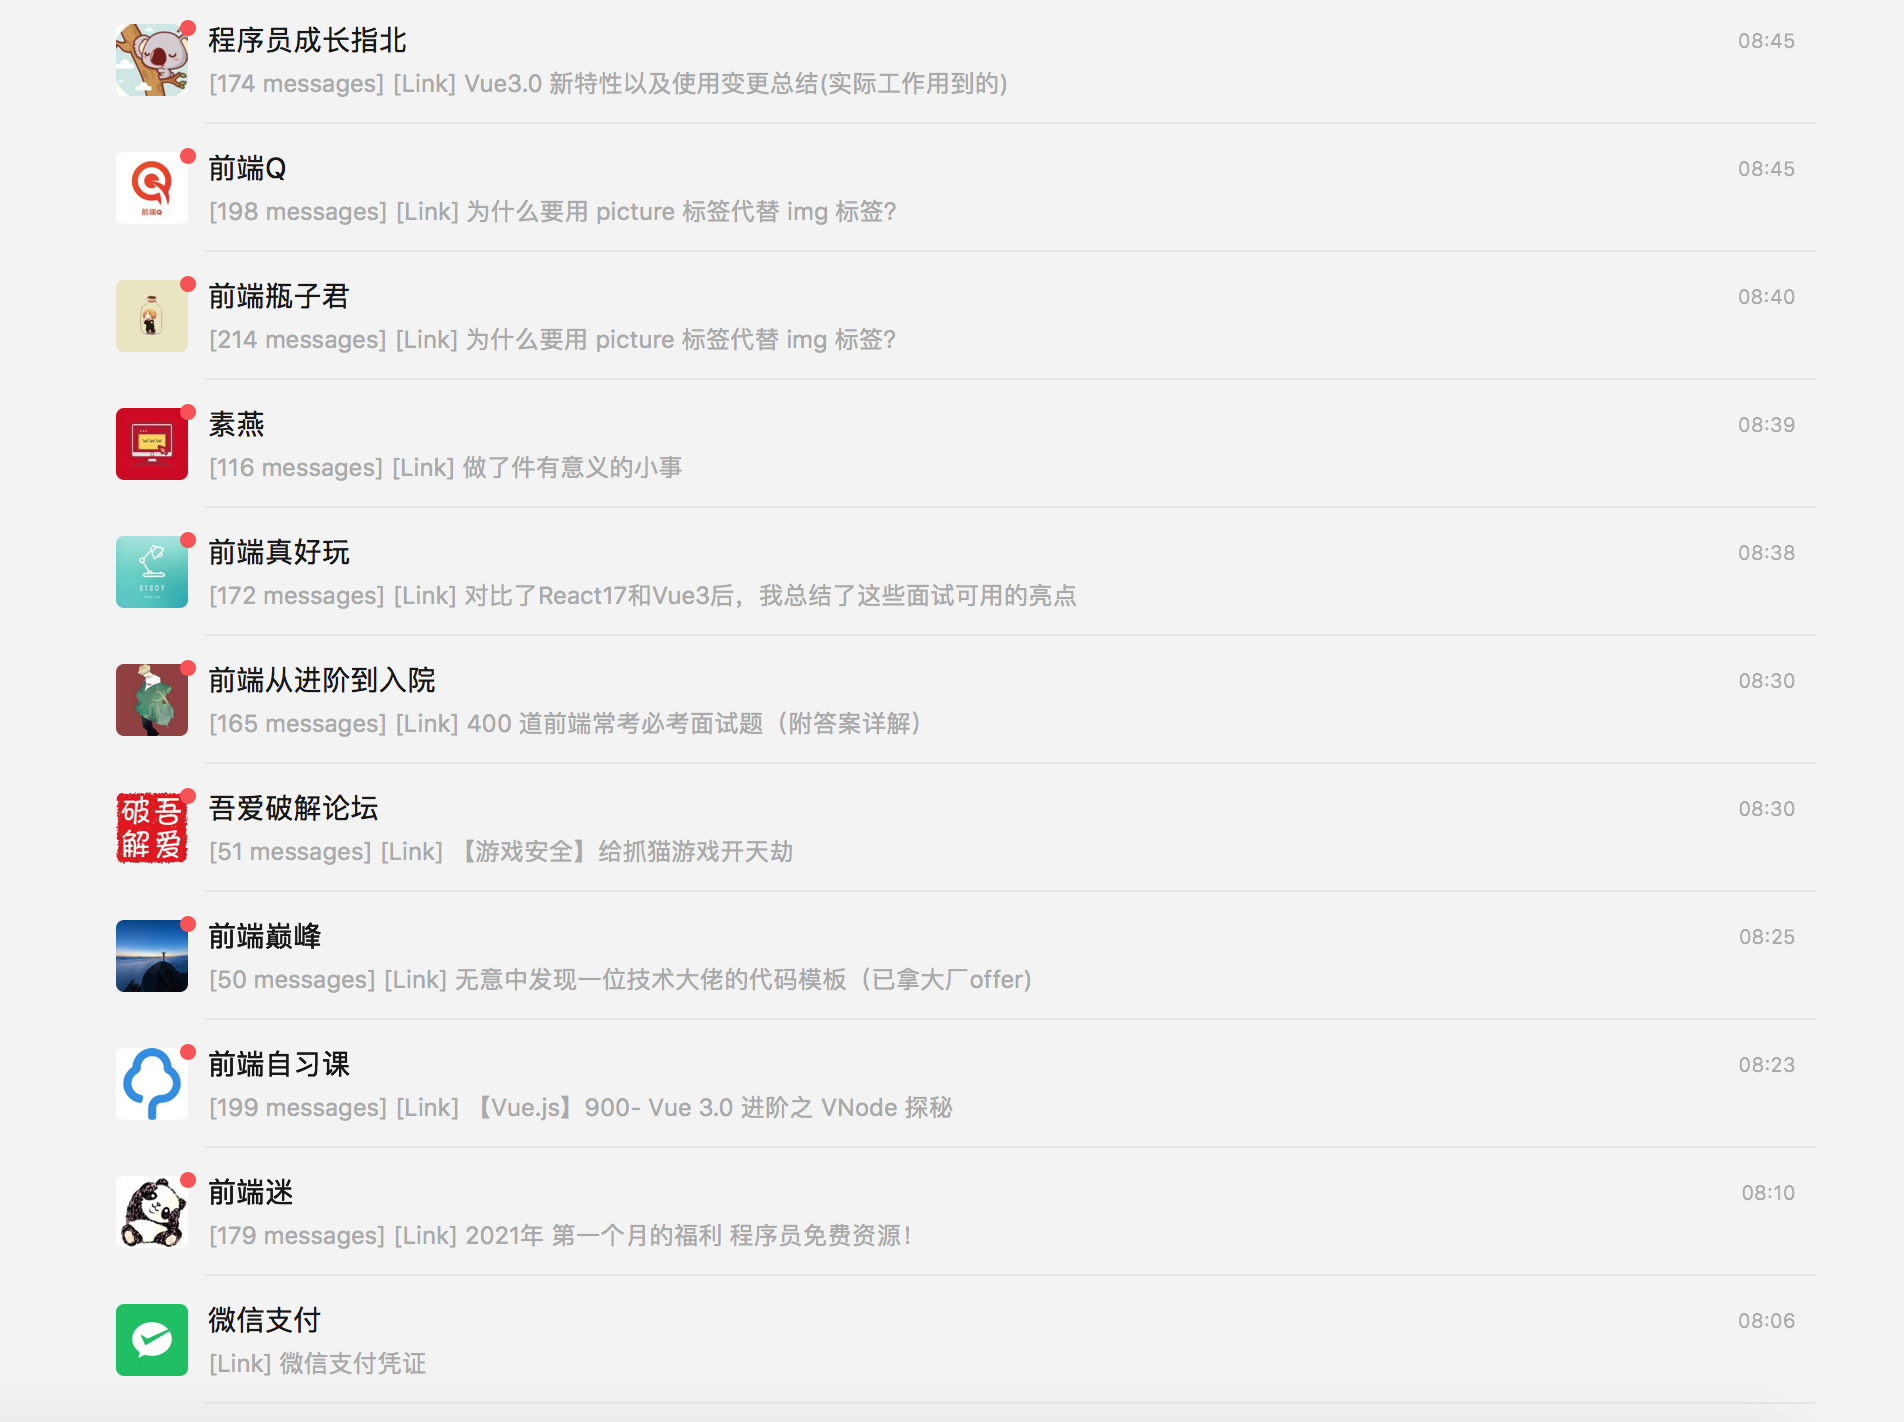 程序员成长指北
08:45
[174 messages] [Link] Vue3.0 新特性以及使用变更总结(实际工作用到的)
前端Q
前端Q
08:45
[198 messages] [Link] 为什么要用 picture 标签代替 img 标签?
前端瓶子君
08:40
[214 messages] [Link] 为什么要用 picture 标签代替 img 标签?
www
素燕
08:39
[116 messages] [Link] 做了件有意义的小事
STUDY
前端真好玩
08:38
[172 messages] [Link] 对比了React17和Vue3后，我总结了这些面试可用的亮点
前端从进阶到入院
08:30
[165 messages] [Link] 400 道前端常考必考面试题（附答案详解）
吾爱破解
吾爱破解论坛
08:30
[51 messages] [Link] 【游戏安全】给抓猫游戏开天劫
前端巅峰
08:25
[50 messages] [Link] 无意中发现一位技术大佬的代码模板（已拿大厂offer)
前端自习课
08:23
[199 messages] [Link] 【Vue.js】900- Vue 3.0 进阶之 VNode 探秘
前端迷
08:10
[179 messages] [Link] 2021年 第一个月的福利 程序员免费资源！
微信支付
08:06
[Link] 微信支付凭证